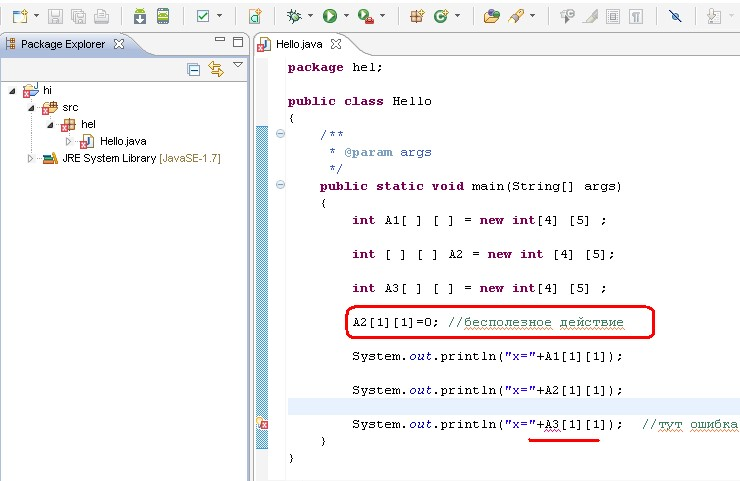 Package Explorer
Hello.java
hi
src
hel
Hello.java
JRE System Library [JavaSE-1.7]
package hel;
public class Hello
{
/**
* @param args
*/
public static void main(String[] args)
{
int A1[ ] [ ] = new int[4] [5] ;
int [ ] [ ] A2 = new int [4] [5];
int A3[ ] [ ] = new int[4] [5] ;
A2[1][1]=0; //бесполезное действие
System.out.println("x="+A1[1][1]);
System.out.println("x="+A2[1][1]);
System.out.println("x="+A3[1][1]); //тут ошибка
}
}